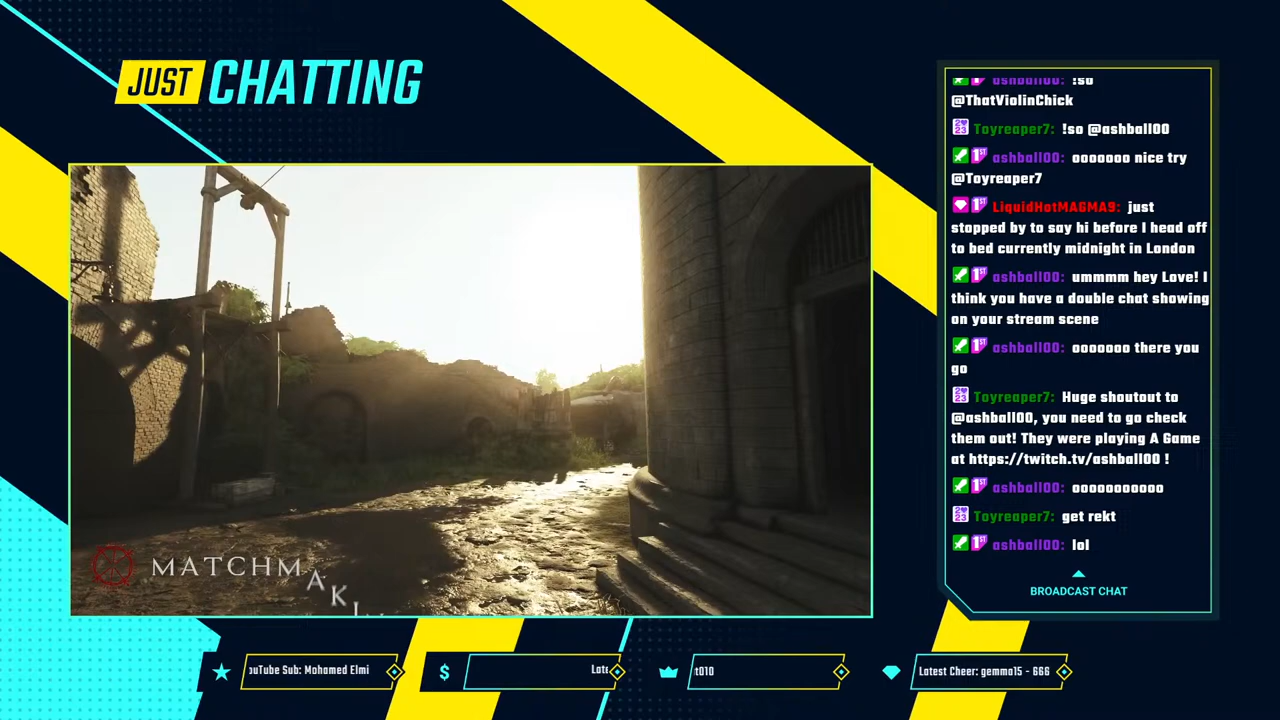 JUST CHATTING
ashball00: !so
@ThatViolinChick
Toyreaper7: !so @ashball00
ashball00: ooooooo nice try
@Toyreaper7
LiquidHotMAGMA9: just
stopped by to say hi before I head off
to bed currently midnight in London
ashball00: ummmm hey Love! I
think you have a double chat showing
on your stream scene
ashball00: ooooooo there you
go
Toyreaper7: Huge shoutout to
@ashball00, you need to go check
them out! They were playing A Game
at https://twitch.tv/ashball00 !
ashball00: ooooooooooo
Toyreaper7: get rekt
ashball00: lol
BROADCAST CHAT
MATCHMAKI
ouTube Sub: Mohamed Elmi
Late
t010
Latest Cheer: gemma15 - 666